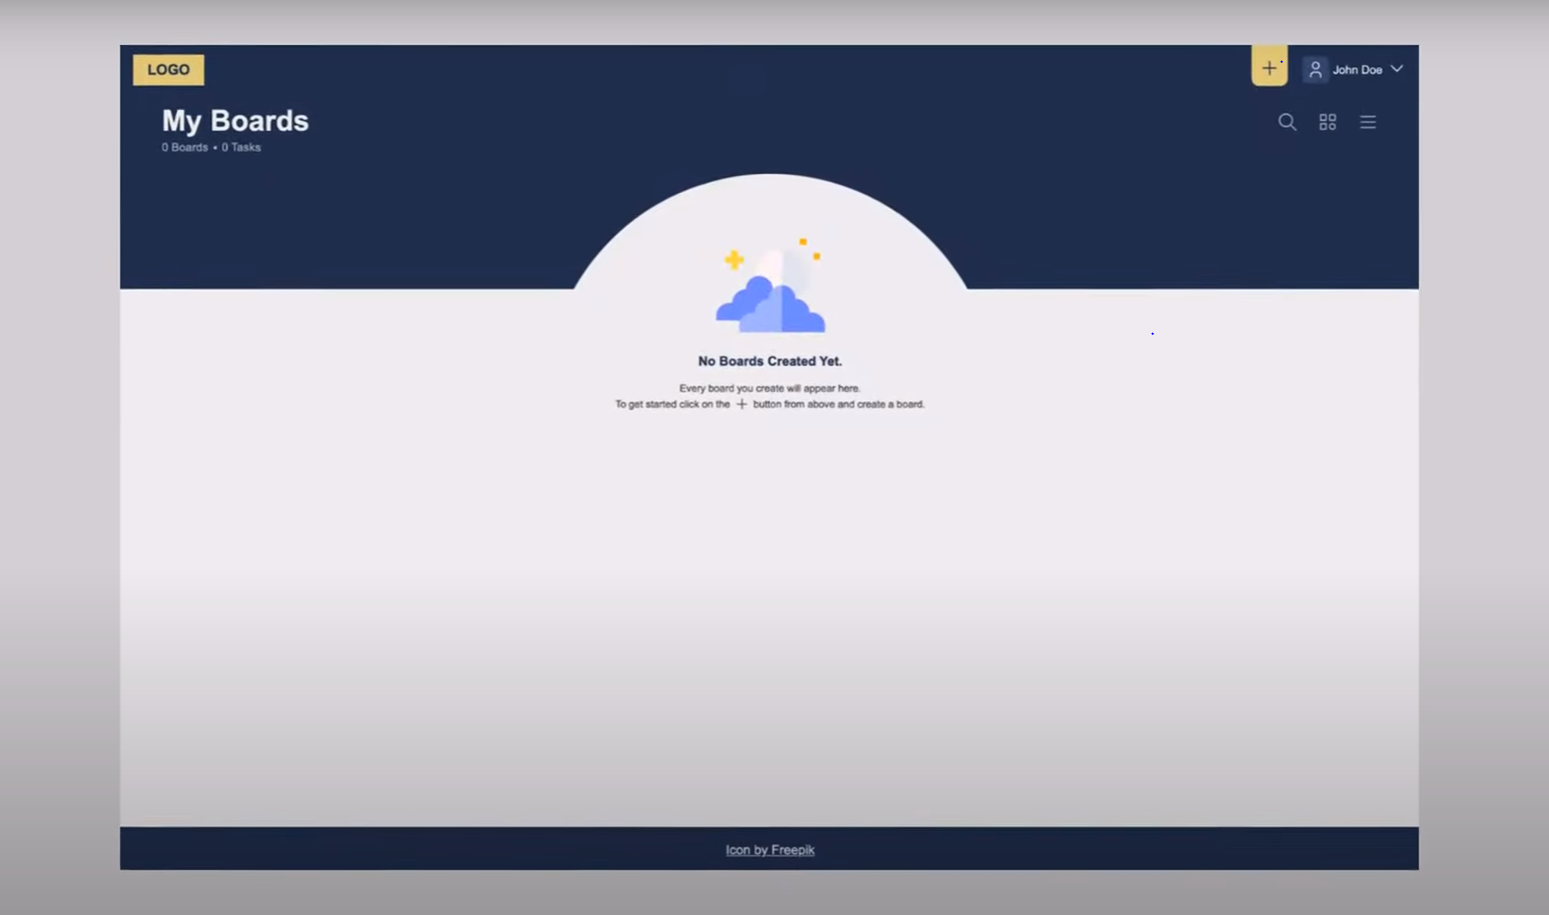 LOGO
John Doe
My Boards
0 Boards • 0 Tasks
No Boards Created Yet.
Every board you create will appear here.
To get started click on the + button from above and create a board.
Icon by Freepik